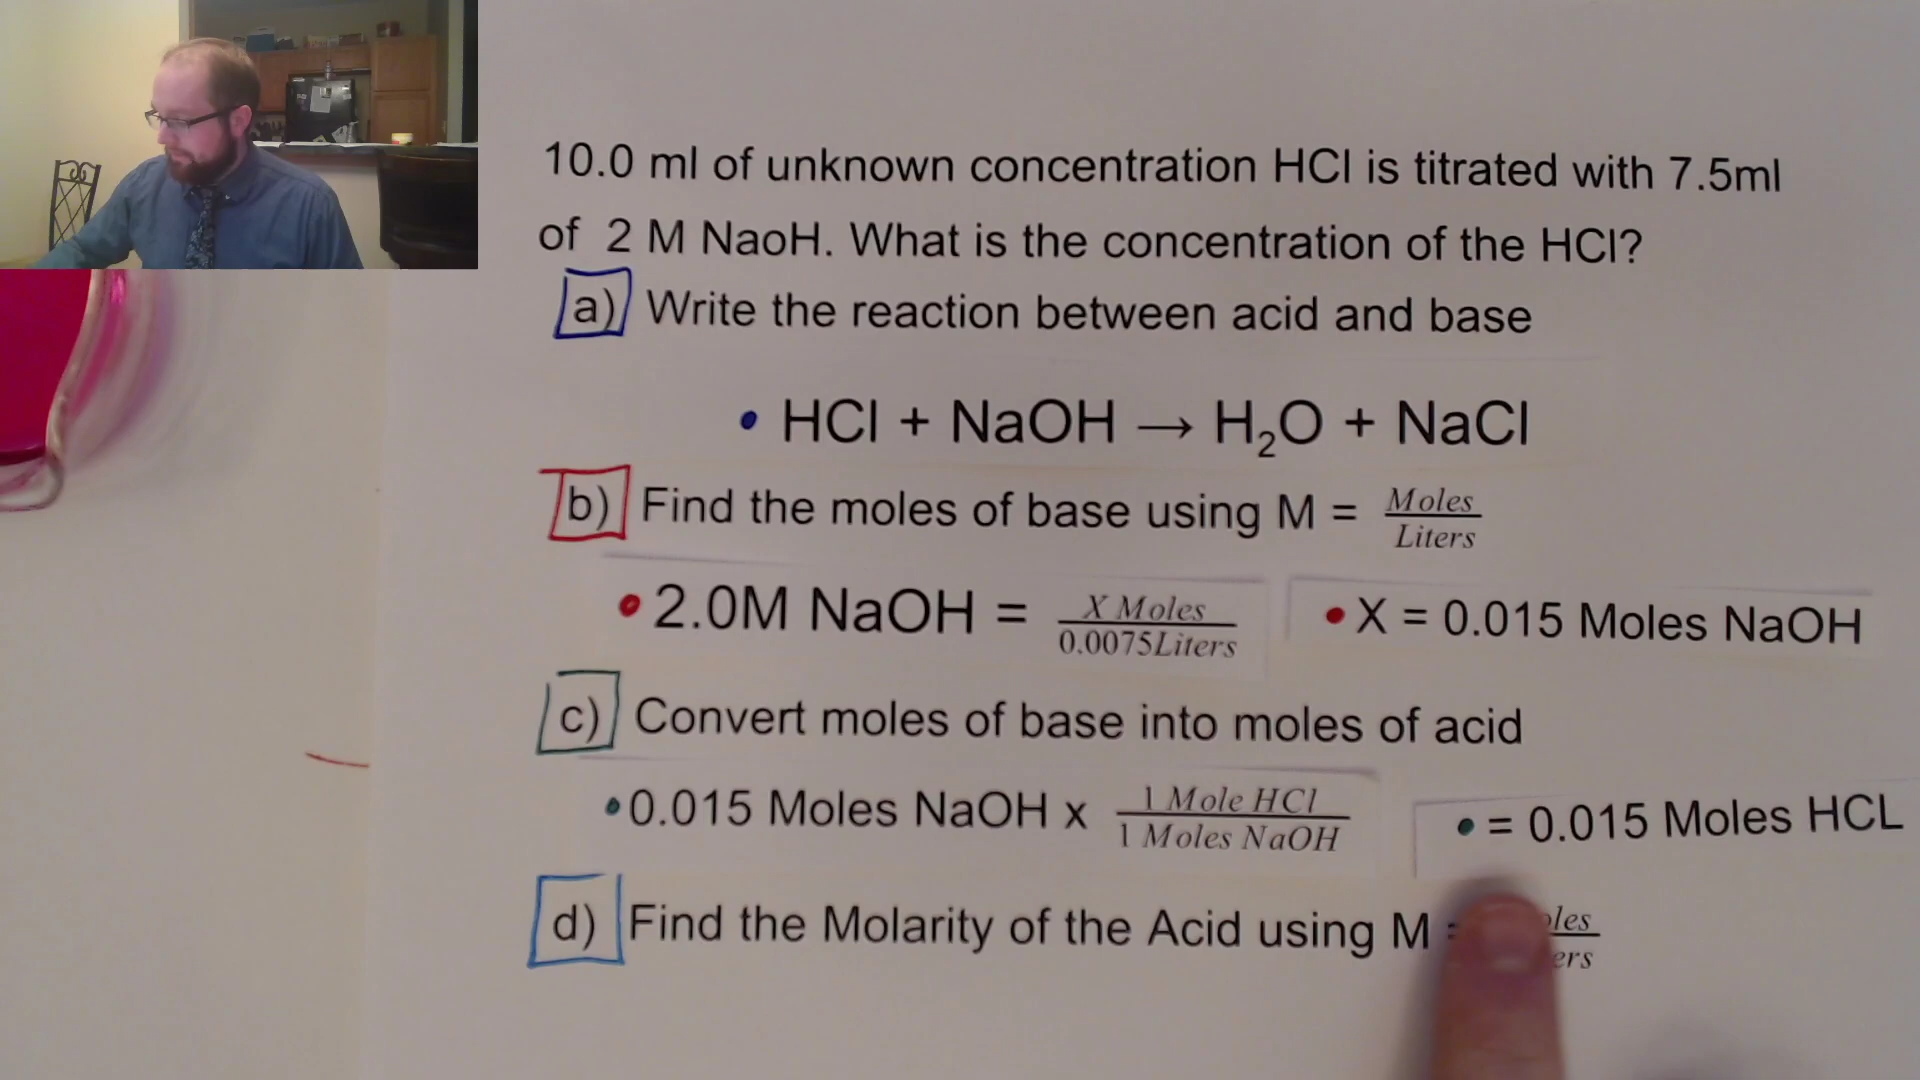 10.0 ml of unknown concentration HCl is titrated with 7.5ml
of 2 M NaoH. What is the concentration of the HCl?
a) Write the reaction between acid and base
• HCl + NaOH → H₂O + NaCl
b) Find the moles of base using M = Moles / Liters
• 2.0M NaOH = X Moles / 0.0075Liters • X = 0.015 Moles NaOH
c) Convert moles of base into moles of acid
• 0.015 Moles NaOH x 1 Mole HCl / 1 Moles NaOH • = 0.015 Moles HCL
d) Find the Molarity of the Acid using M